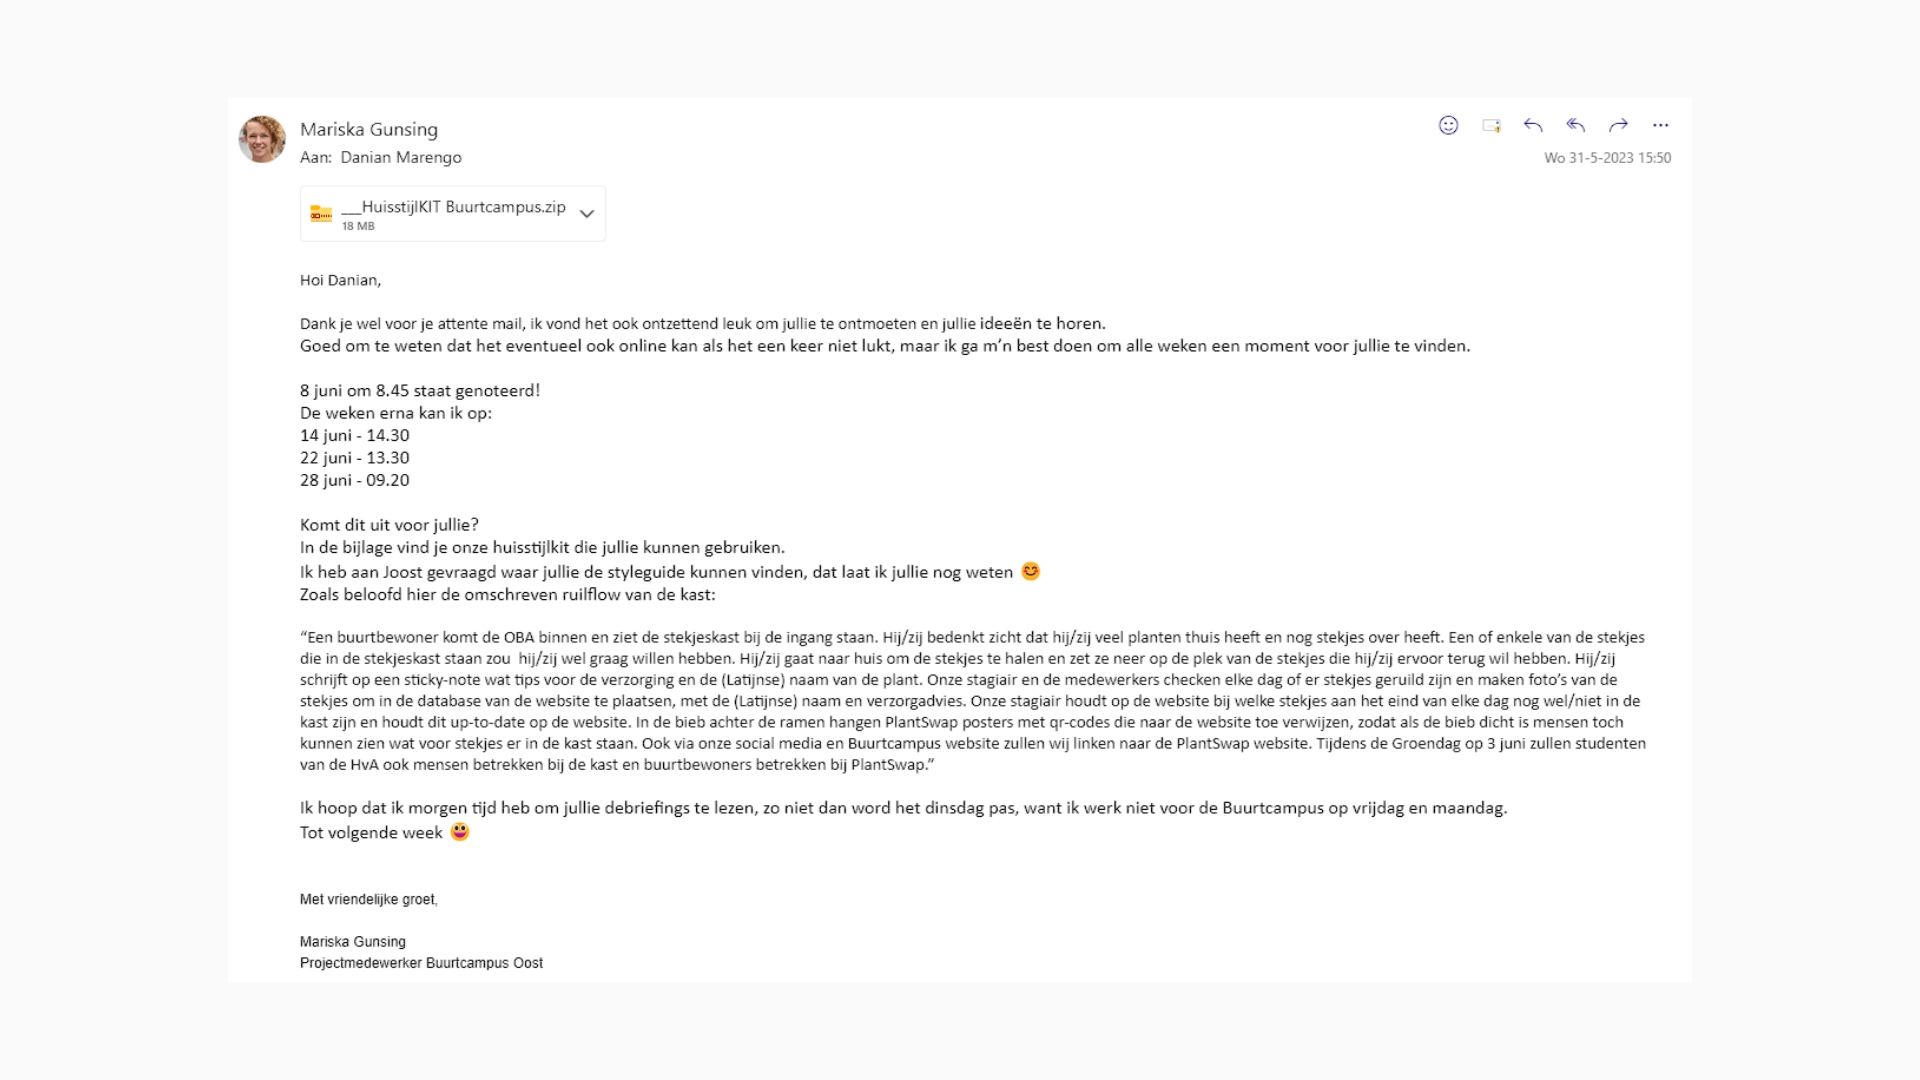 Mariska Gunsing
Aan: Danian Marengo
Wo 31-5-2023 15:50
___HuisstijlKIT Buurtcampus.zip
18 MB
Hoi Danian,
Dank je wel voor je attente mail, ik vond het ook ontzettend leuk om jullie te ontmoeten en jullie ideeën te horen.
Goed om te weten dat het eventueel ook online kan als het een keer niet lukt, maar ik ga m’n best doen om alle weken een moment voor jullie te vinden.
8 juni om 8.45 staat genoteerd!
De weken erna kan ik op:
14 juni - 14.30
22 juni - 13.30
28 juni - 09.20
Komt dit uit voor jullie?
In de bijlage vind je onze huisstijlkit die jullie kunnen gebruiken.
Ik heb aan Joost gevraagd waar jullie de styleguide kunnen vinden, dat laat ik jullie nog weten 😊
Zoals beloofd hier de omschreven ruilflow van de kast:
“Een buurtbewoner komt de OBA binnen en ziet de stekjeskast bij de ingang staan. Hij/zij bedenkt zicht dat hij/zij veel planten thuis heeft en nog stekjes over heeft. Een of enkele van de stekjes
die in de stekjeskast staan zou  hij/zij wel graag willen hebben. Hij/zij gaat naar huis om de stekjes te halen en zet ze neer op de plek van de stekjes die hij/zij ervoor terug wil hebben. Hij/zij
schrijft op een sticky-note wat tips voor de verzorging en de (Latijnse) naam van de plant. Onze stagiair en de medewerkers checken elke dag of er stekjes geruild zijn en maken foto’s van de
stekjes om in de database van de website te plaatsen, met de (Latijnse) naam en verzorgadvies. Onze stagiair houdt op de website bij welke stekjes aan het eind van elke dag nog wel/niet in de
kast zijn en houdt dit up-to-date op de website. In de bieb achter de ramen hangen PlantSwap posters met qr-codes die naar de website toe verwijzen, zodat als de bieb dicht is mensen toch
kunnen zien wat voor stekjes er in de kast staan. Ook via onze social media en Buurtcampus website zullen wij linken naar de PlantSwap website. Tijdens de Groendag op 3 juni zullen studenten
van de HvA ook mensen betrekken bij de kast en buurtbewoners betrekken bij PlantSwap.”
Ik hoop dat ik morgen tijd heb om jullie debriefings te lezen, zo niet dan word het dinsdag pas, want ik werk niet voor de Buurtcampus op vrijdag en maandag.
Tot volgende week 😃
Met vriendelijke groet,
Mariska Gunsing
Projectmedewerker Buurtcampus Oost